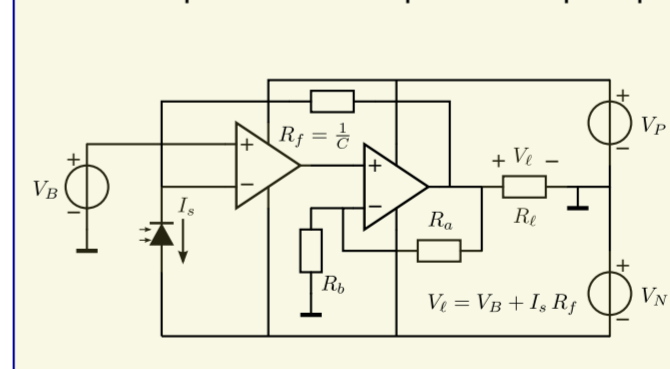 +
V_P
−
R_f = 1/C
+
+
−
+
−
V_B
−
I_s
+ V_ℓ −
R_ℓ
R_a
R_b
V_ℓ = V_B + I_s R_f
+
V_N
−